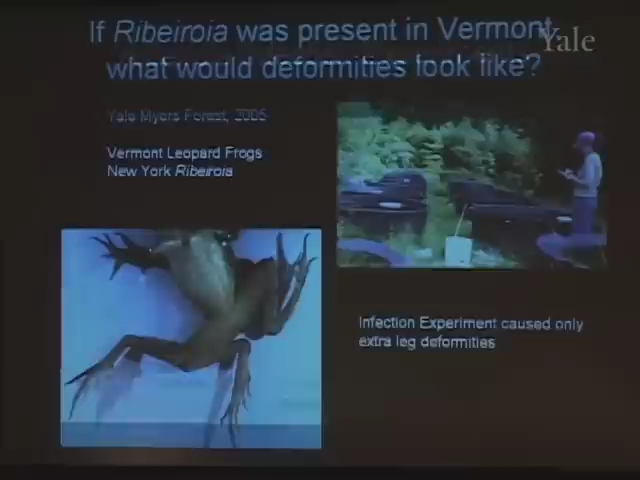 If Ribeiroia was present in Vermont
what would deformities look like?
Yale
Yale Myers Forest, 2005
Vermont Leopard Frogs
New York Ribeiroia
Infection Experiment caused only
extra leg deformities